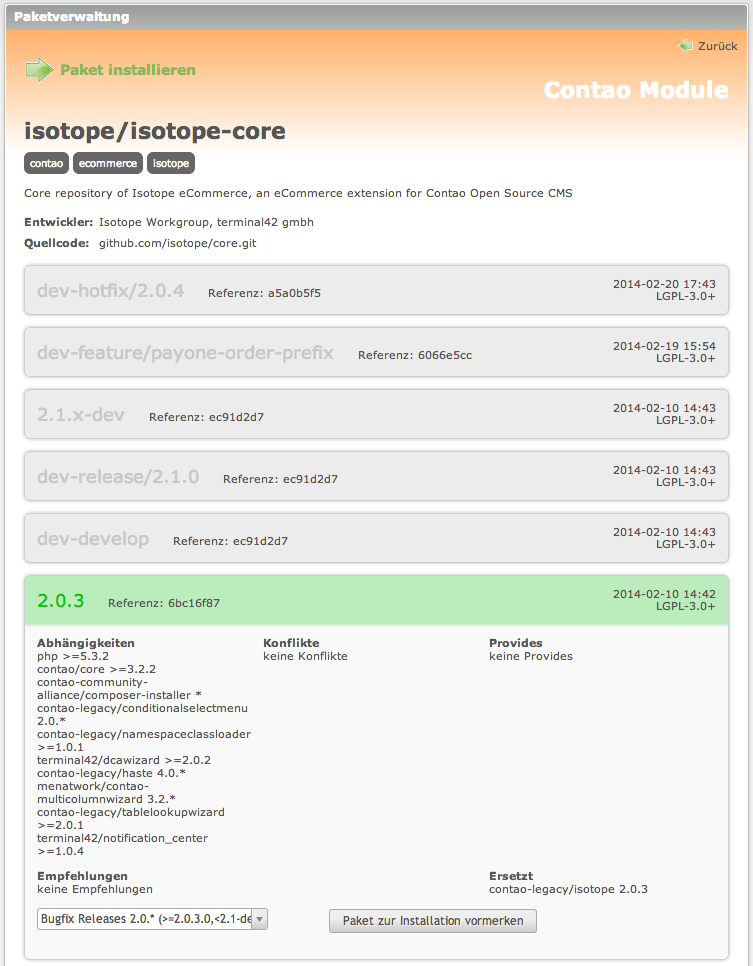 Paketverwaltung
Zurück
Paket installieren
Contao Module
isotope/isotope-core
contao ecommerce isotope
Core repository of Isotope eCommerce, an eCommerce extension for Contao Open Source CMS
Entwickler: Isotope Workgroup, terminal42 gmbh
Quellcode: github.com/isotope/core.git
dev-hotfix/2.0.4 Referenz: a5a0b5f5 2014-02-20 17:43
LGPL-3.0+
dev-feature/payone-order-prefix Referenz: 6066e5cc 2014-02-19 15:54
LGPL-3.0+
2.1.x-dev Referenz: ec91d2d7 2014-02-10 14:43
LGPL-3.0+
dev-release/2.1.0 Referenz: ec91d2d7 2014-02-10 14:43
LGPL-3.0+
dev-develop Referenz: ec91d2d7 2014-02-10 14:43
LGPL-3.0+
2.0.3 Referenz: 6bc16f87 2014-02-10 14:42
LGPL-3.0+
Abhängigkeiten
php >=5.3.2
contao/core >=3.2.2
contao-community-
alliance/composer-installer *
contao-legacy/conditionalselectmenu
2.0.*
contao-legacy/namespaceclassloader
>=1.0.1
terminal42/dcawizard >=2.0.2
contao-legacy/haste 4.0.*
menatwork/contao-
multicolumnwizard 3.2.*
contao-legacy/tablelookupwizard
>=2.0.1
terminal42/notification_center
>=1.0.4
Konflikte
keine Konflikte
Provides
keine Provides
Empfehlungen
keine Empfehlungen
Ersetzt
contao-legacy/isotope 2.0.3
Bugfix Releases 2.0.* (>=2.0.3.0,<2.1-de
Paket zur Installation vormerken